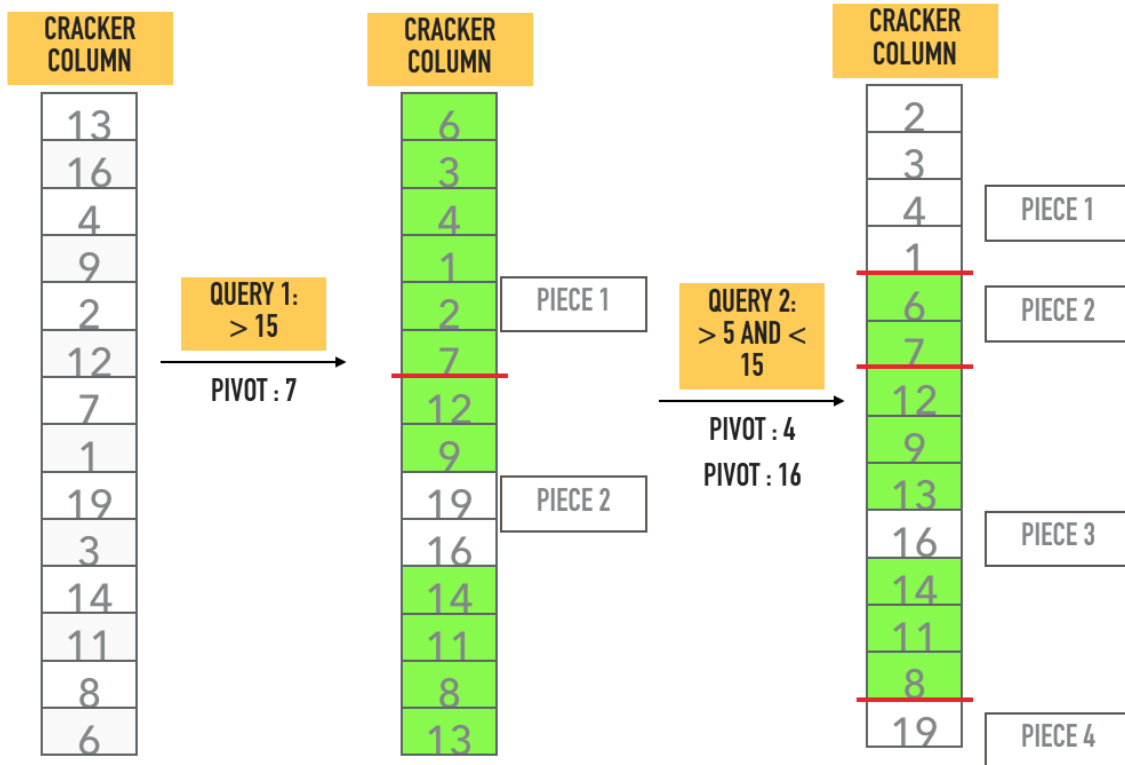 CRACKER
COLUMN
13
16
4
9
2
12
7
1
19
3
14
11
8
6
QUERY 1:
> 15
PIVOT : 7
CRACKER
COLUMN
6
3
4
1
2
7
12
9
19
16
14
11
8
13
PIECE 1
PIECE 2
QUERY 2:
> 5 AND <
15
PIVOT : 4
PIVOT : 16
CRACKER
COLUMN
2
3
4
1
6
7
12
9
13
16
14
11
8
19
PIECE 1
PIECE 2
PIECE 3
PIECE 4